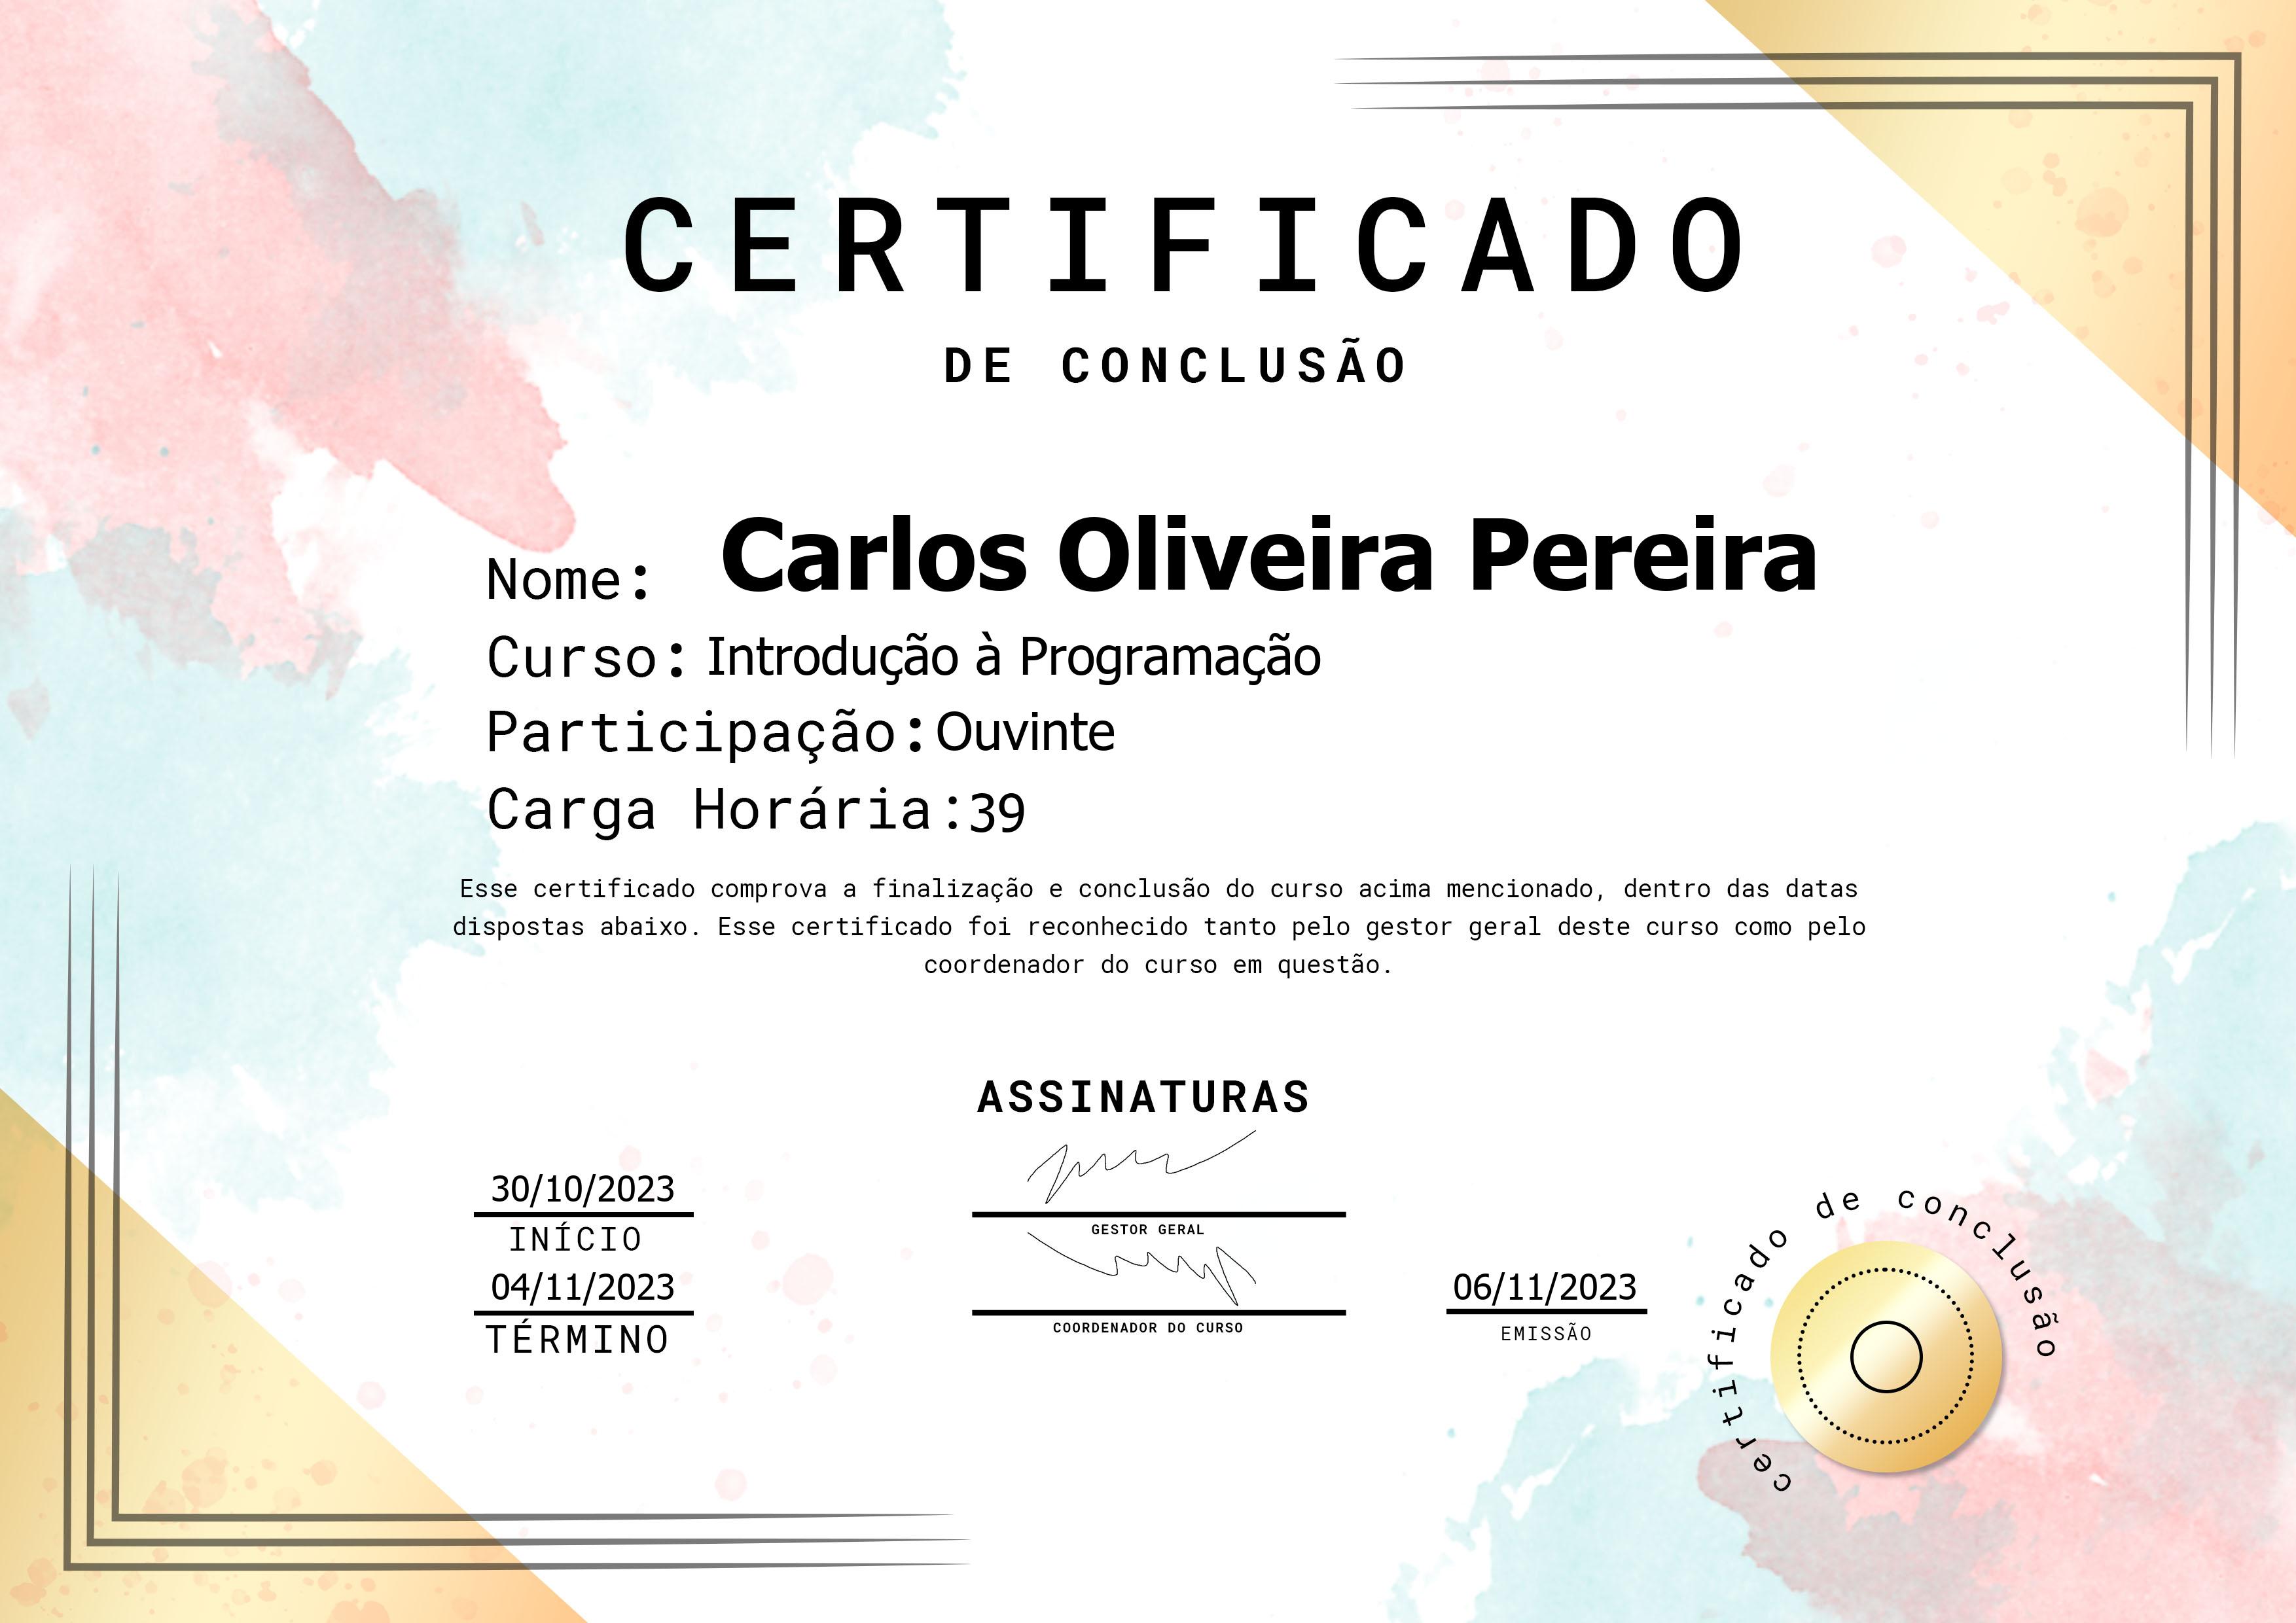 CERTIFICADO
DE CONCLUSÃO
Nome: Carlos Oliveira Pereira
Curso: Introdução à Programação
Participação: Ouvinte
Carga Horária: 39
Esse certificado comprova a finalização e conclusão do curso acima mencionado, dentro das datas
dispostas abaixo. Esse certificado foi reconhecido tanto pelo gestor geral deste curso como pelo
coordenador do curso em questão.
ASSINATURAS
30/10/2023
INÍCIO
GESTOR GERAL
04/11/2023
TÉRMINO
COORDENADOR DO CURSO
06/11/2023
EMISSÃO
certificado de conclusão